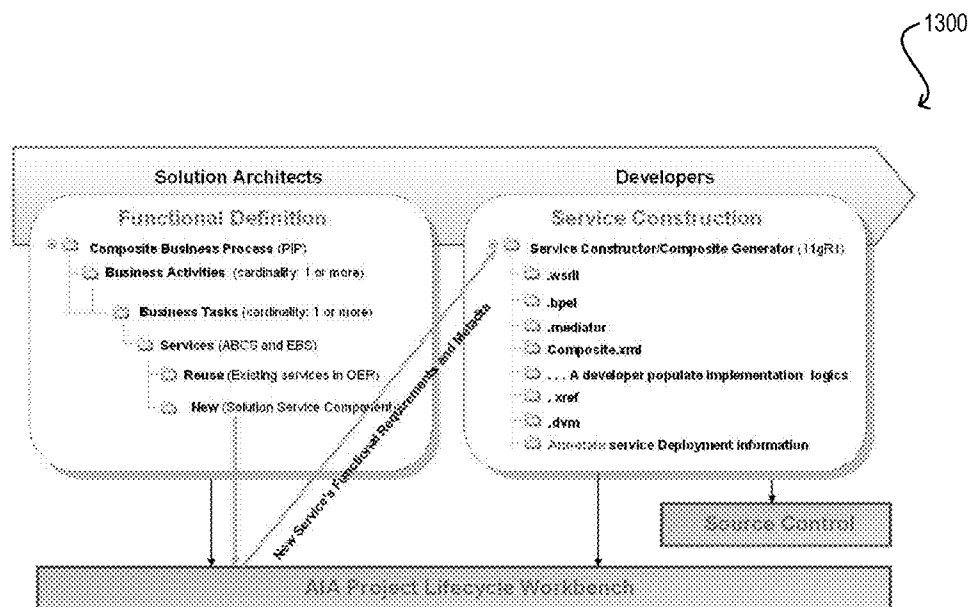 1300
Solution Architects
Developers
Functional Definition
Composite Business Process (PIP)
Business Activities (cardinality: 1 or more)
Business Tasks (cardinality: 1 or more)
Services (ABCS and EBS)
Reuse (Existing services in OER)
New (Solution Service Component)
New Service's Functional Requirements and
Service Construction
Service Constructor/Composite Generator (11gR1)
.wsdl
.bpel
.mediator
Composite.xml
. . . A developer populate implementation logics
.xref
.dvm
Annotate service Deployment information
Source Control
AIA Project Lifecycle Workbench